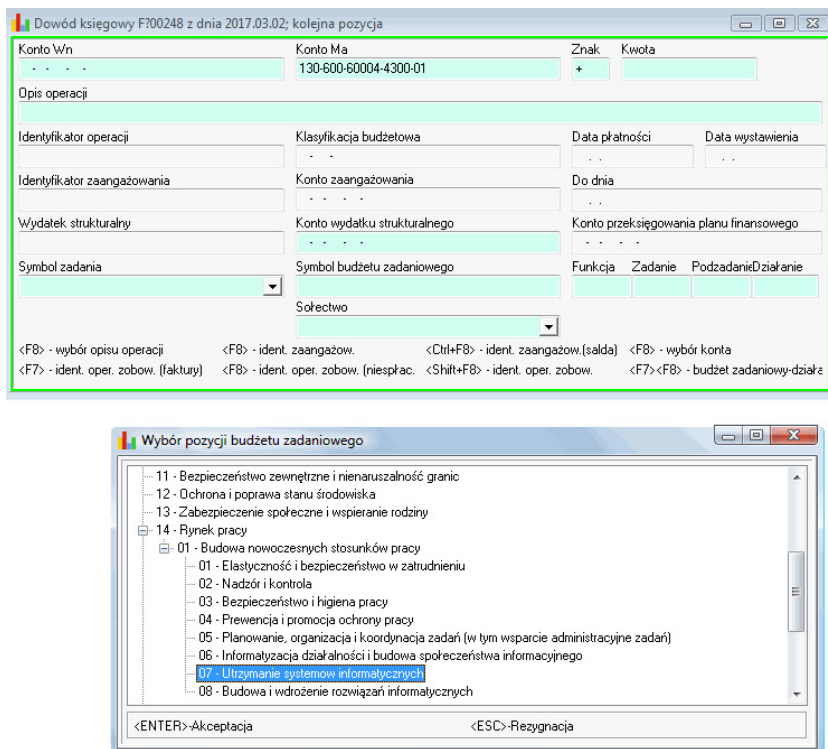 Dowód księgowy F?00248 z dnia 2017.03.02; kolejna pozycja
Konto Wn Konto Ma Znak Kwota
- - - - 130-600-60004-4300-01 +
Opis operacji
Identyfikator operacji Klasyfikacja budżetowa Data płatności Data wystawienia
- - . . . .
Identyfikator zaangażowania Konto zaangażowania Do dnia
- - - - . .
Wydatek strukturalny Konto wydatku strukturalnego Konto przeksięgowania planu finansowego
- - - - - - - -
Symbol zadania Symbol budżetu zadaniowego Funkcja Zadanie PodzadanieDziałanie
Sołectwo
<F8> - wybór opisu operacji <F8> - ident. zaangażow. <Ctrl+F8> - ident. zaangażow.(salda) <F8> - wybór konta
<F7> - ident. oper. zobow. (faktury) <F8> - ident. oper. zobow. (niespłac. <Shift+F8> - ident. oper. zobow. <F7><F8> - budżet zadaniowy-działa
Wybór pozycji budżetu zadaniowego
11 - Bezpieczeństwo zewnętrzne i nienaruszalność granic
12 - Ochrona i poprawa stanu środowiska
13 - Zabezpieczenie społeczne i wspieranie rodziny
14 - Rynek pracy
01 - Budowa nowoczesnych stosunków pracy
01 - Elastyczność i bezpieczeństwo w zatrudnieniu
02 - Nadzór i kontrola
03 - Bezpieczeństwo i higiena pracy
04 - Prewencja i promocja ochrony pracy
05 - Planowanie, organizacja i koordynacja zadań (w tym wsparcie administracyjne zadań)
06 - Informatyzacja działalności i budowa społeczeństwa informacyjnego
07 - Utrzymanie systemow informatycznych
08 - Budowa i wdrożenie rozwiązań informatycznych
<ENTER>-Akceptacja <ESC>-Rezygnacja